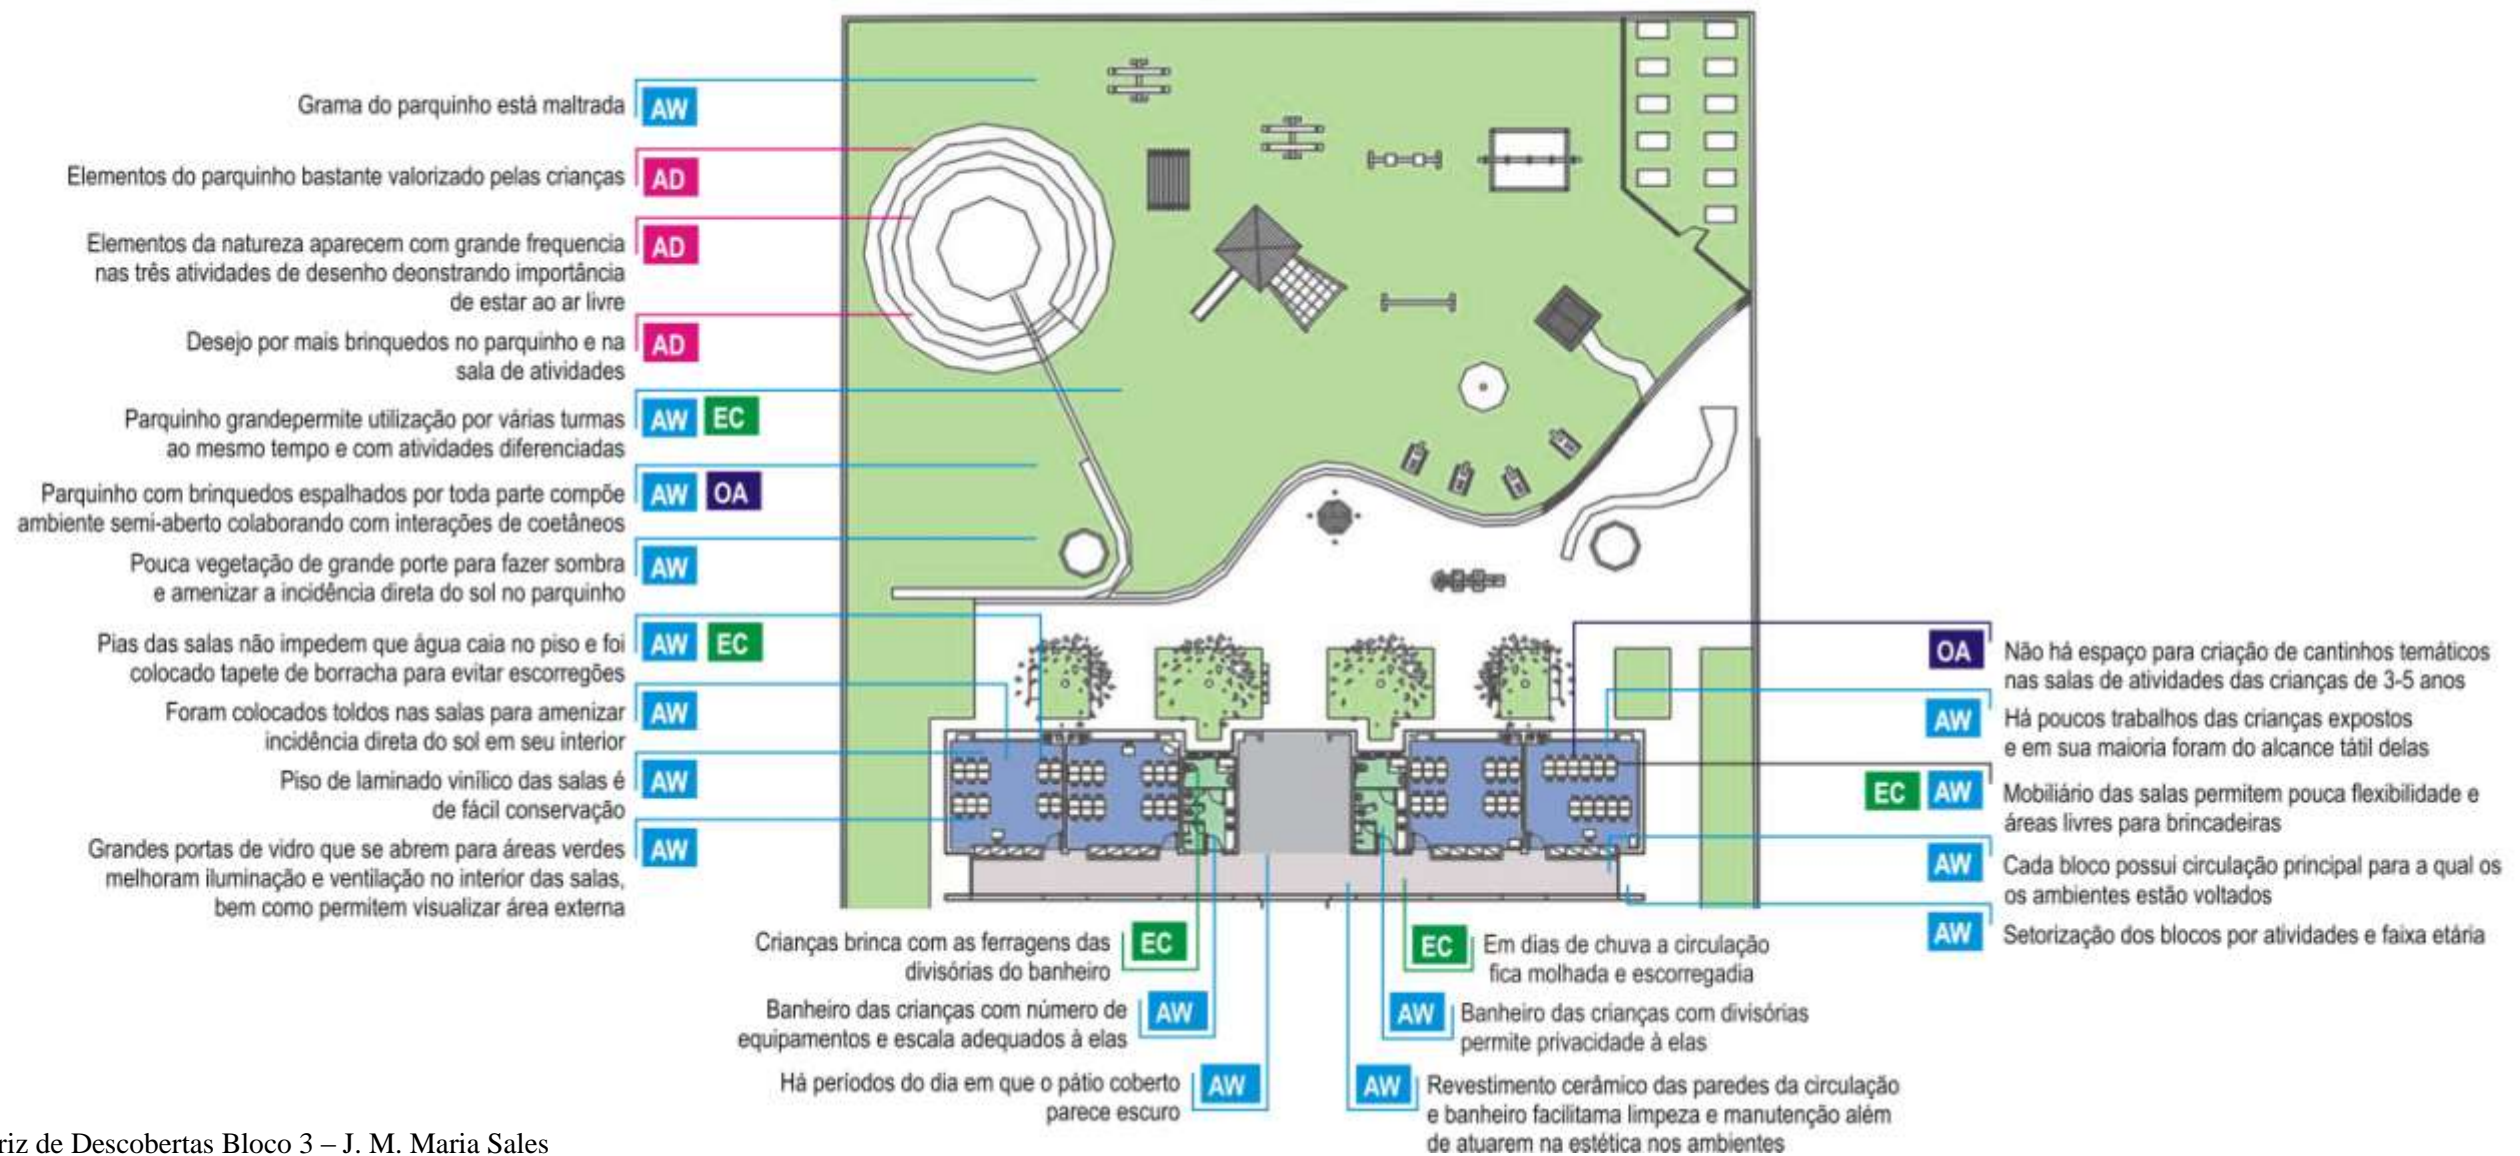 Grama do parquinho está maltrada
AW
Elementos do parquinho bastante valorizado pelas crianças
AD
Elementos da natureza aparecem com grande frequencia
nas três atividades de desenho deonstrando importância
de estar ao ar livre
AD
Desejo por mais brinquedos no parquinho e na
sala de atividades
AD
Parquinho grandepermite utilização por várias turmas
ao mesmo tempo e com atividades diferenciadas
AW EC
Parquinho com brinquedos espalhados por toda parte compõe
ambiente semi-aberto colaborando com interações de coetâneos
AW OA
Pouca vegetação de grande porte para fazer sombra
e amenizar a incidência direta do sol no parquinho
AW
Pias das salas não impedem que água caia no piso e foi
colocado tapete de borracha para evitar escorregões
AW EC
Foram colocados toldos nas salas para amenizar
incidência direta do sol em seu interior
AW
Piso de laminado vinílico das salas é
de fácil conservação
AW
Grandes portas de vidro que se abrem para áreas verdes
melhoram iluminação e ventilação no interior das salas,
bem como permitem visualizar área externa
AW
Crianças brinca com as ferragens das
divisórias do banheiro
EC
Banheiro das crianças com número de
equipamentos e escala adequados à elas
AW
Há períodos do dia em que o pátio coberto
parece escuro
AW
EC
Em dias de chuva a circulação
fica molhada e escorregadia
AW
Banheiro das crianças com divisórias
permite privacidade à elas
AW
Revestimento cerâmico das paredes da circulação
e banheiro facilitama limpeza e manutenção além
de atuarem na estética nos ambientes
OA
Não há espaço para criação de cantinhos temáticos
nas salas de atividades das crianças de 3-5 anos
AW
Há poucos trabalhos das crianças expostos
e em sua maioria foram do alcance tátil delas
EC AW
Mobiliário das salas permitem pouca flexibilidade e
áreas livres para brincadeiras
AW
Cada bloco possui circulação principal para a qual os
os ambientes estão voltados
AW
Setorização dos blocos por atividades e faixa etária
riz de Descobertas Bloco 3 – J. M. Maria Sales